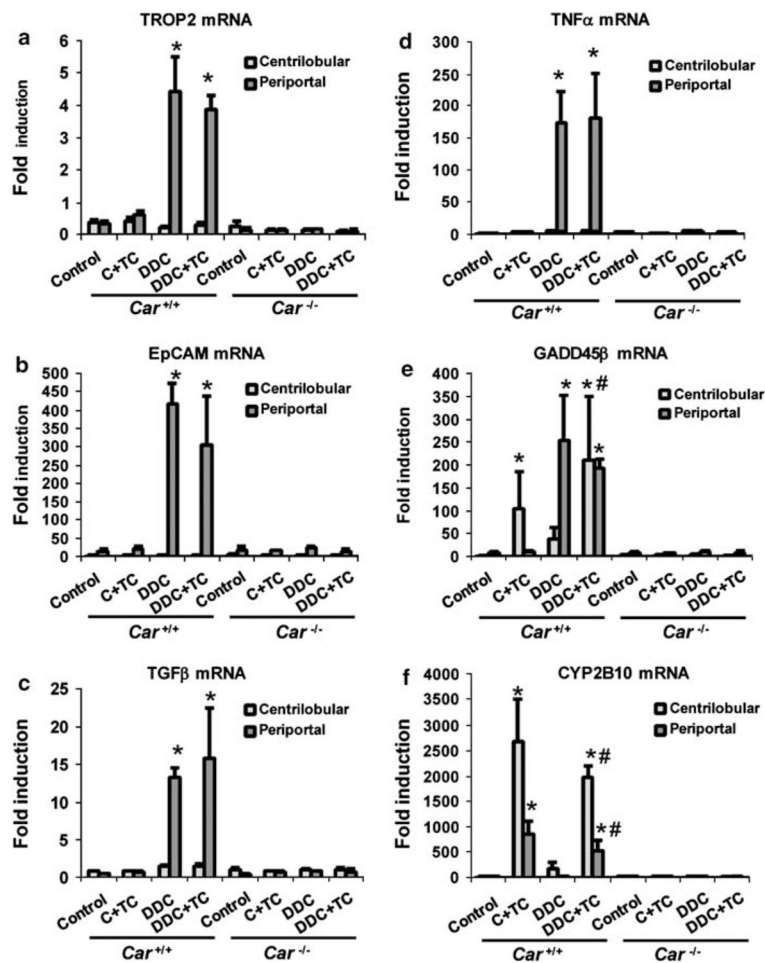 a
TROP2 mRNA
6
5
4
3
2
1
0
Fold induction
Centrilobular
Periportal
*
*
Control
C+TC
DDC
DDC+TC
Control
C+TC
DDC
DDC+TC
Car +/+
Car -/-
b
EpCAM mRNA
500
450
400
350
300
250
200
150
100
50
0
Fold induction
Centrilobular
Periportal
*
*
Control
C+TC
DDC
DDC+TC
Control
C+TC
DDC
DDC+TC
Car +/+
Car -/-
c
TGFβ mRNA
25
20
15
10
5
0
Fold induction
Centrilobular
Periportal
*
*
Control
C+TC
DDC
DDC+TC
Control
C+TC
DDC
DDC+TC
Car +/+
Car -/-
d
TNFα mRNA
300
250
200
150
100
50
0
Fold induction
Centrilobular
Periportal
*
*
Control
C+TC
DDC
DDC+TC
Control
C+TC
DDC
DDC+TC
Car +/+
Car -/-
e
GADD45β mRNA
400
350
300
250
200
150
100
50
0
Fold induction
Centrilobular
Periportal
*
*
* #
*
Control
C+TC
DDC
DDC+TC
Control
C+TC
DDC
DDC+TC
Car +/+
Car -/-
f
CYP2B10 mRNA
4000
3500
3000
2500
2000
1500
1000
500
0
Fold induction
Centrilobular
Periportal
*
*
*#
*#
Control
C+TC
DDC
DDC+TC
Control
C+TC
DDC
DDC+TC
Car +/+
Car -/-